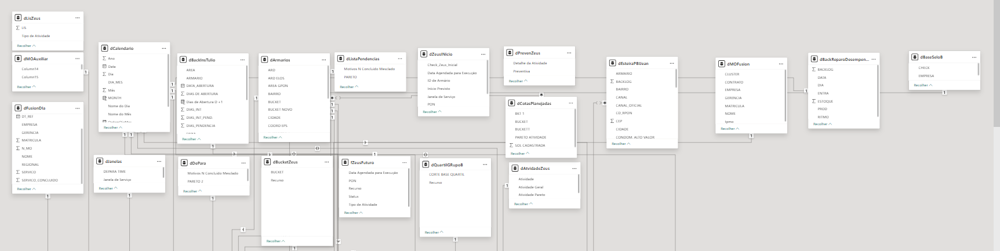 dLisZeus
LIS
Tipo de Atividade
Recolher
dMOAuxiliar
Column14
Column15
Recolher
dFusionDia
DT_REF
EMPRESA
GERENCIA
MATRICULA
N_MO
NOME
REGIONAL
SERVICO
SERVICO_CONCLUIDO
Recolher
dCalendario
Ano
Data
Dia
DIA_MES
Mês
MONTH
Nome do Dia
Nome do Mês
Recolher
dJanelas
DEPARA TIME
Janela de Serviço
Recolher
dBackInsTulio
AREA
ARMARIO
DATA_ABERTURA
DIAS DE ABERTURA
Dias de Abertura D +1
DIAS_INT
DIAS_INT_PEND
DIAS_PENDENCIA
Recolher
dDePara
Motivos N Concluido Mesclado
PARETO 2
Recolher
dArmarios
ARD
ARD ELOS
AREA GPON
BAIRRO
BUCKET
BUCKET NOVO
CIDADE
COORD EPS
Recolher
dBucketZeus
BUCKET
Recurso
Recolher
dListaPendencias
Motivos N Concluido Mesclado
PARETO
Recolher
fZeusFuturo
Data Agendada para Execução
PON
Recurso
Status
Tipo de Atividade
Recolher
dZeusINicio
Check_Zeus_Inicial
Data Agendada para Execução
ID de Armário
Início Previsto
Janela de Serviço
PON
Recolher
dQuartilGRupoB
CORTE BASE QUARTIL
Recurso
Recolher
dPrevenZeus
Detalhe da Atividade
Preventiva
Recolher
dCotasPlanejadas
BKT 1
BUCKET
BUCKET1
PARETO ATIVIDADE
SOL CADASTRADA
Recolher
dAtvidadeZeus
Atividade
Atividade Geral
Atividade Pareto
Recolher
dEsteiraPBIJean
ARMARIO
BACKLOG
BAIRRO
CANAL
CANAL_OFICIAL
CD_RPON
CEP
CIDADE
CONDOM. ALTO VALOR
Recolher
dMOFusion
CLUSTER
CONTRATO
EMPRESA
GERENCIA
MATRICULA
NOME
tpmo
Recolher
dBackReparoDesempen...
BACKLOG
DATA
DIA
ENTRA
ESTOQUE
PROD
RITMO
Recolher
dBaseSeloB
CHECK
EMPRESA
Recolher